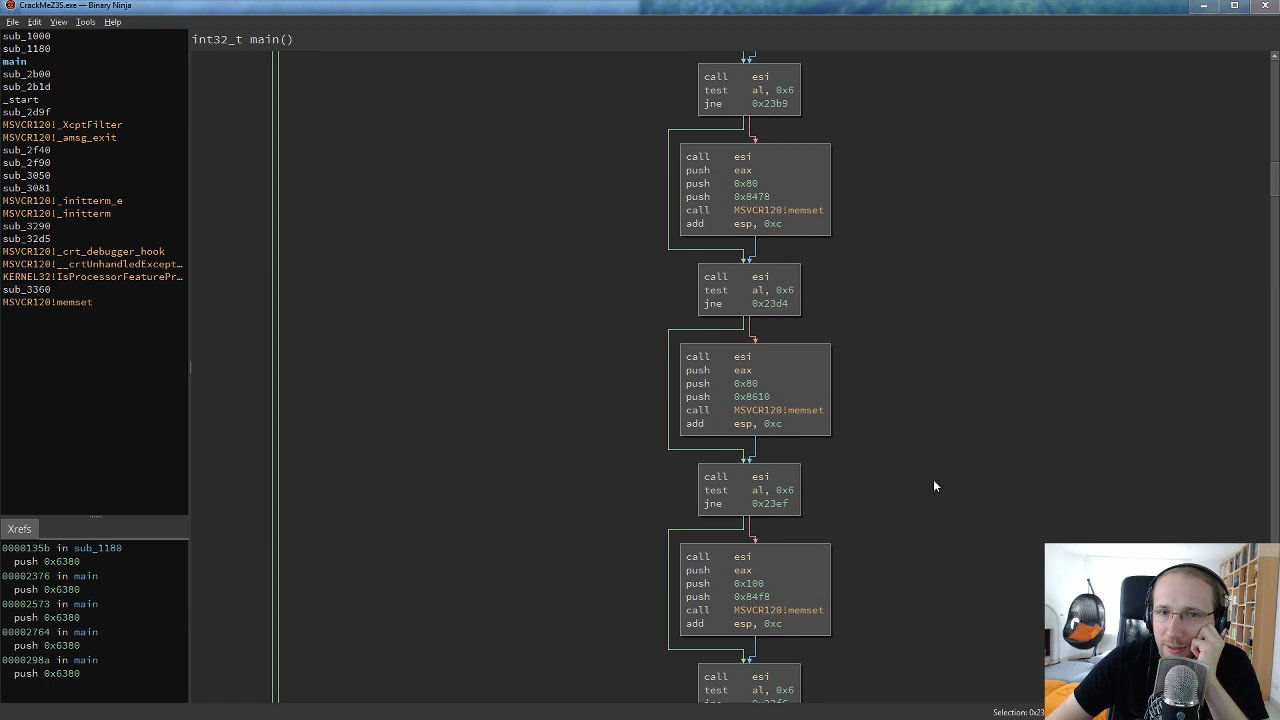 CrackMeZ3S.exe — Binary Ninja
File Edit View Tools Help
sub_1000
sub_1180
main
sub_2b00
sub_2b1d
_start
sub_2d9f
MSVCR120!_XcptFilter
MSVCR120!_amsg_exit
sub_2f40
sub_2f90
sub_3050
sub_3081
MSVCR120!_initterm_e
MSVCR120!_initterm
sub_3290
sub_32d5
MSVCR120!_crt_debugger_hook
MSVCR120!__crtUnhandledExcept…
KERNEL32!IsProcessorFeaturePr…
sub_3360
MSVCR120!memset
Xrefs
0000135b in sub_1180
push 0x6380
00002376 in main
push 0x6380
00002573 in main
push 0x6380
00002764 in main
push 0x6380
0000298a in main
push 0x6380
int32_t main()
call esi
test al, 0x6
jne 0x23b9
call esi
push eax
push 0x80
push 0x8478
call MSVCR120!memset
add esp, 0xc
call esi
test al, 0x6
jne 0x23d4
call esi
push eax
push 0x80
push 0x8610
call MSVCR120!memset
add esp, 0xc
call esi
test al, 0x6
jne 0x23ef
call esi
push eax
push 0x100
push 0x84f8
call MSVCR120!memset
add esp, 0xc
call esi
test al, 0x6
Selection: 0x23